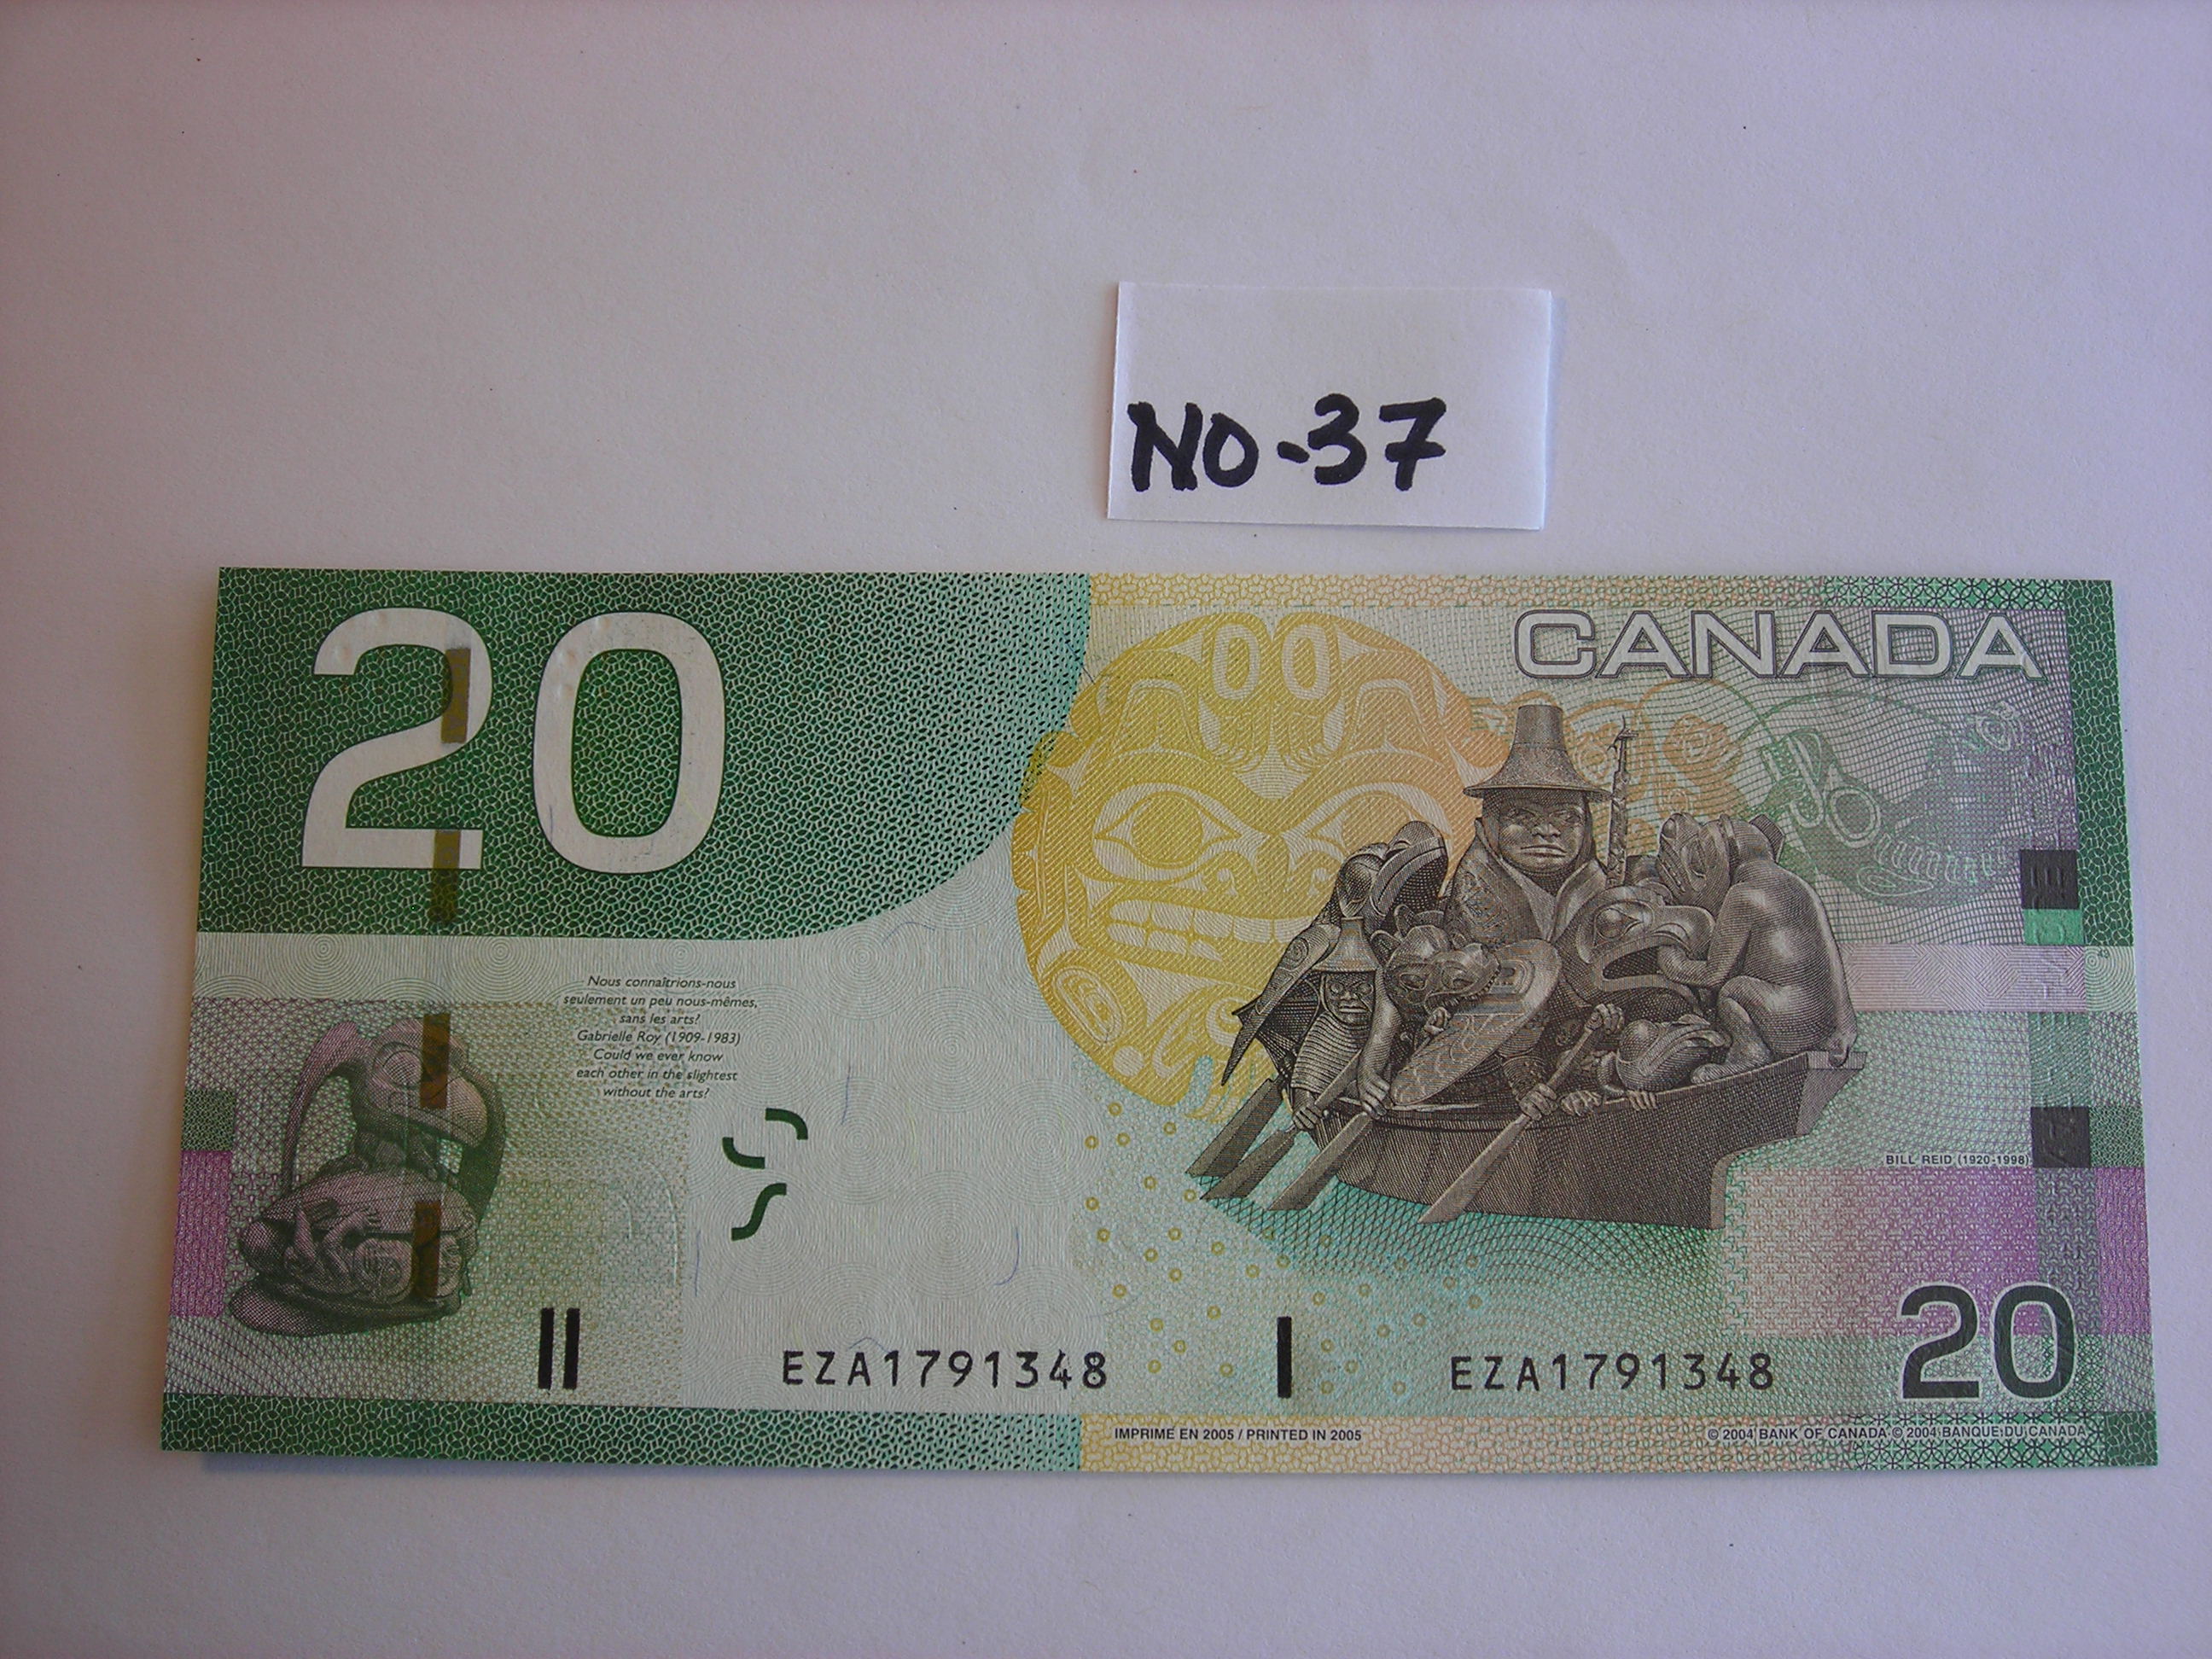 NO-37
20
CANADA
Nous connaîtrions-nous
seulement un peu nous-mêmes,
sans les arts?
Gabrielle Roy (1909-1983)
Could we ever know
each other in the slightest
without the arts?
BILL REID (1920-1998)
20
EZA1791348
EZA1791348
IMPRIMÉ EN 2005 / PRINTED IN 2005
© 2004 BANK OF CANADA © 2004 BANQUE DU CANADA